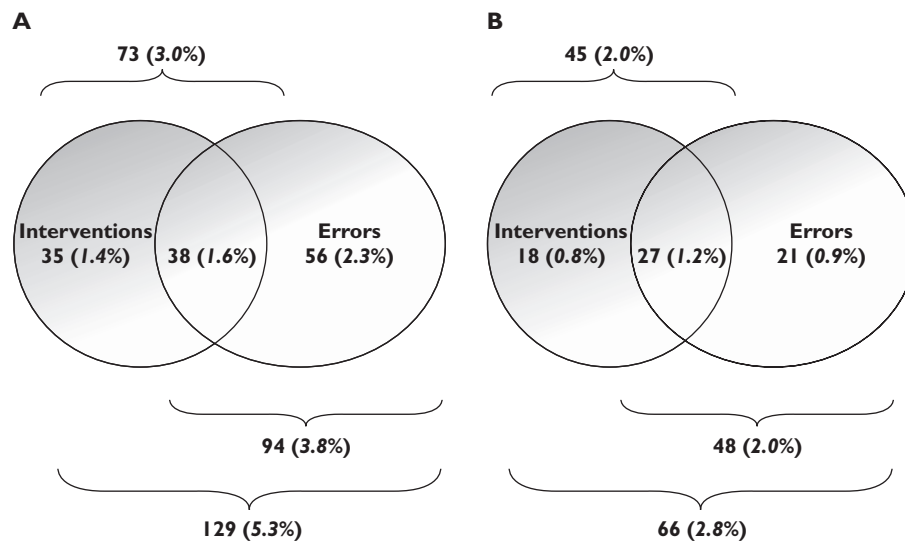 A
73 (3.0%)
Interventions
35 (1.4%)
38 (1.6%)
Errors
56 (2.3%)
94 (3.8%)
129 (5.3%)
B
45 (2.0%)
Interventions
18 (0.8%)
27 (1.2%)
Errors
21 (0.9%)
48 (2.0%)
66 (2.8%)